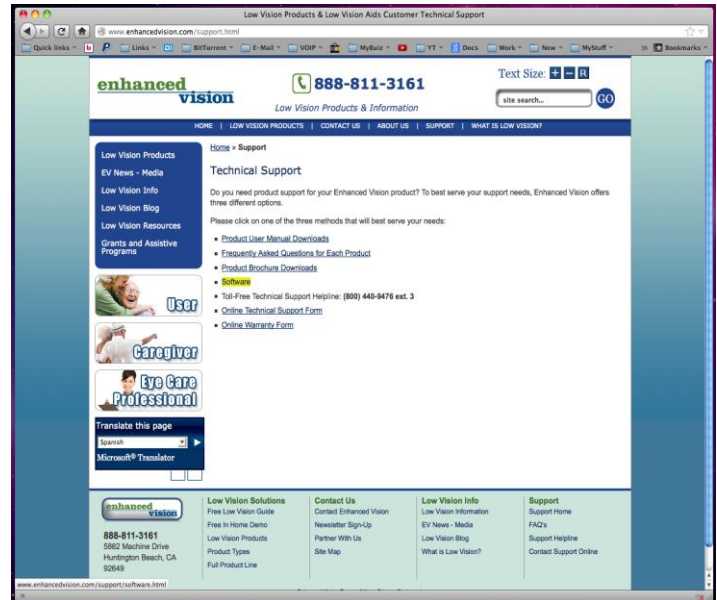 Low Vision Products & Low Vision Aids Customer Technical Support
www.enhancedvision.com/support.html
Quick links
Links
BitTorrent
E-Mail
VOIP
MyBuiz
YT
Docs
Work
New
MyStuff
Bookmarks
enhanced vision
888-811-3161
Low Vision Products & Information
Text Size: + - R
site search... GO
HOME | LOW VISION PRODUCTS | CONTACT US | ABOUT US | SUPPORT | WHAT IS LOW VISION?
Low Vision Products
EV News - Media
Low Vision Info
Low Vision Blog
Low Vision Resources
Grants and Assistive
Programs
User
Caregiver
Eye Care
Professional
Translate this page
Spanish
Microsoft® Translator
Home » Support
Technical Support
Do you need product support for your Enhanced Vision product? To best serve your support needs, Enhanced Vision offers
three different options.
Please click on one of the three methods that will best serve your needs:
Product User Manual Downloads
Frequently Asked Questions for Each Product
Product Brochure Downloads
Software
Toll-Free Technical Support Helpline: (800) 440-9476 ext. 3
Online Technical Support Form
Online Warranty Form
enhanced vision
888-811-3161
5882 Machine Drive
Huntington Beach, CA
92649
Low Vision Solutions
Free Low Vision Guide
Free In Home Demo
Low Vision Products
Product Types
Full Product Line
Contact Us
Contact Enhanced Vision
Newsletter Sign-Up
Partner With Us
Site Map
Low Vision Info
Low Vision Information
EV News - Media
Low Vision Blog
What is Low Vision?
Support
Support Home
FAQ's
Support Helpline
Contact Support Online
www.enhancedvision.com/support/software.html